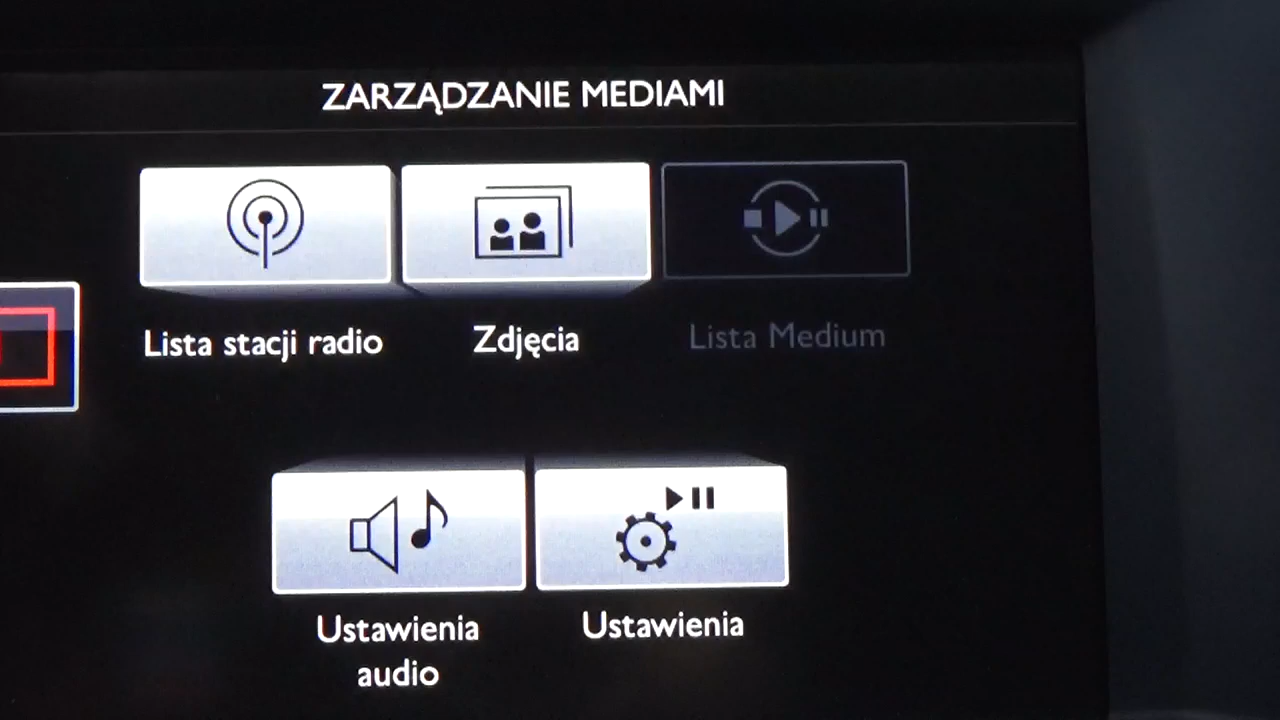 ZARZĄDZANIE MEDIAMI
Lista stacji radio
Zdjęcia
Lista Medium
Ustawienia
audio
Ustawienia